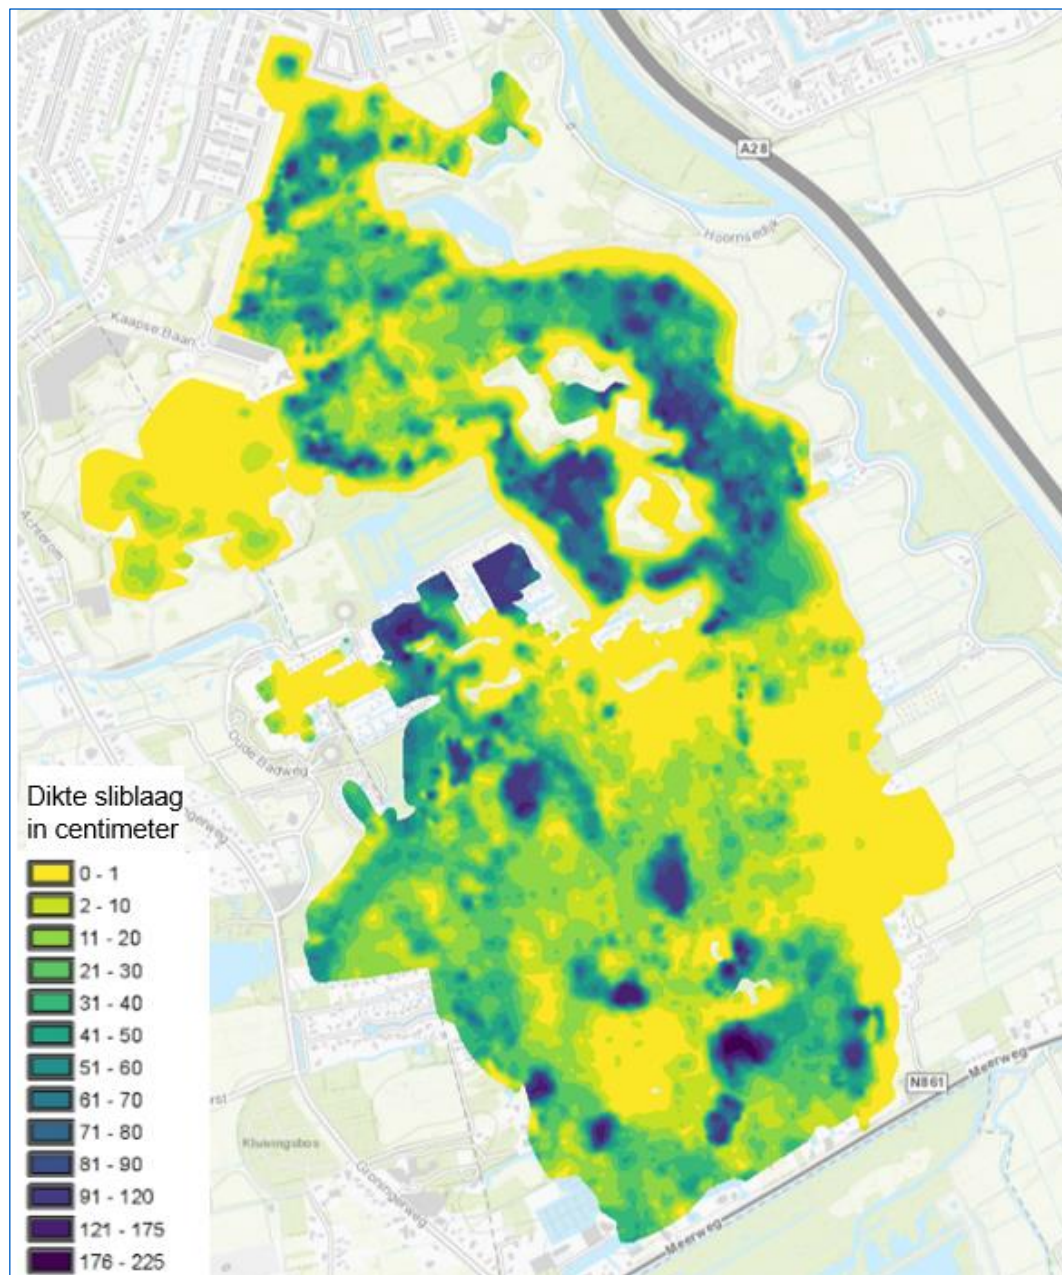 A28
Hoornsedijk
Kaapse Baan
Achterom
Oude Badweg
Dikte sliblaag
in centimeter
ingerweg
0 - 1
2 - 10
11 - 20
21 - 30
31 - 40
41 - 50
51 - 60
61 - 70
71 - 80
81 - 90
91 - 120
121 - 175
176 - 225
rst
N861
Meerweg
Kluivingsbos
Groningerweg
Meerweg